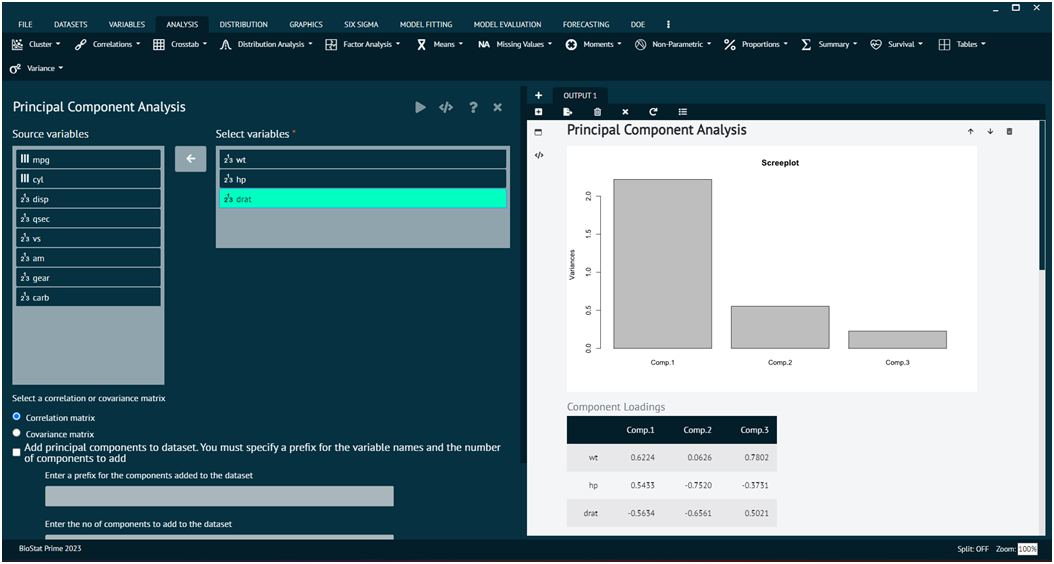 FILE DATASETS VARIABLES ANALYSIS DISTRIBUTION GRAPHICS SIX SIGMA MODEL FITTING MODEL EVALUATION FORECASTING DOE
Cluster Correlations Crosstab Distribution Analysis Factor Analysis Means NA Missing Values Moments Non-Parametric Proportions Summary Survival Tables
Variance
Principal Component Analysis
Source variables
mpg
cyl
disp
qsec
vs
am
gear
carb
Select variables *
wt
hp
drat
Select a correlation or covariance matrix
Correlation matrix
Covariance matrix
Add principal components to dataset. You must specify a prefix for the variable names and the number
of components to add
Enter a prefix for the components added to the dataset
Enter the no of components to add to the dataset
OUTPUT 1
Principal Component Analysis
Screeplot
Variances
2.0
1.5
1.0
0.5
0.0
Comp.1 Comp.2 Comp.3
Component Loadings
Comp.1 Comp.2 Comp.3
wt 0.6224 0.0626 0.7802
hp 0.5433 -0.7520 -0.3731
drat -0.5634 -0.6561 0.5021
BioStat Prime 2023
Split: OFF Zoom: 100%